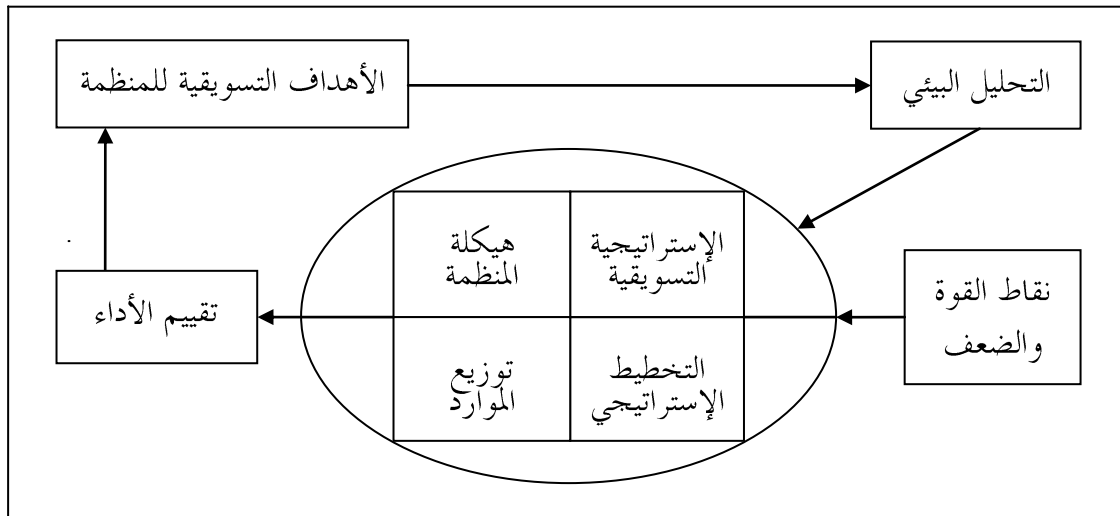 التحليل البيئي
الأهداف التسويقية للمنظمة
الإستراتيجية
التسويقية
هيكلة
المنظمة
نقاط القوة
والضعف
تقييم الأداء
التخطيط
الإستراتيجي
توزيع
الموارد